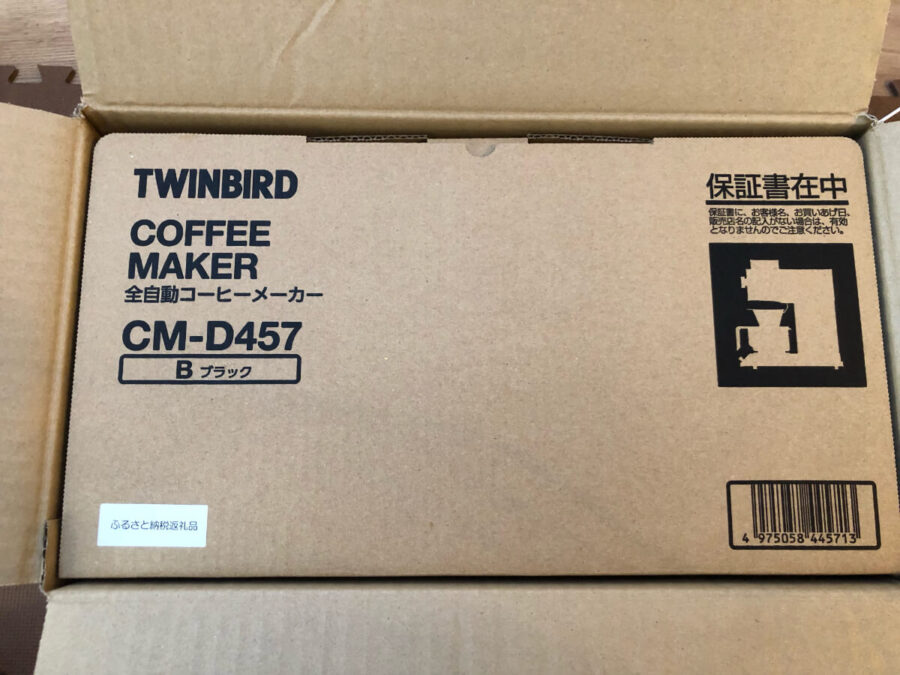 TWINBIRD
COFFEE
MAKER
全自動コーヒーメーカー
CM-D457
B ブラック
保証書在中
保証書に、お客様名、お買いあげ日、
販売店名の記入がない場合は、有効
となりませんのでご注意ください。
ふるさと納税返礼品
4 975058 445713